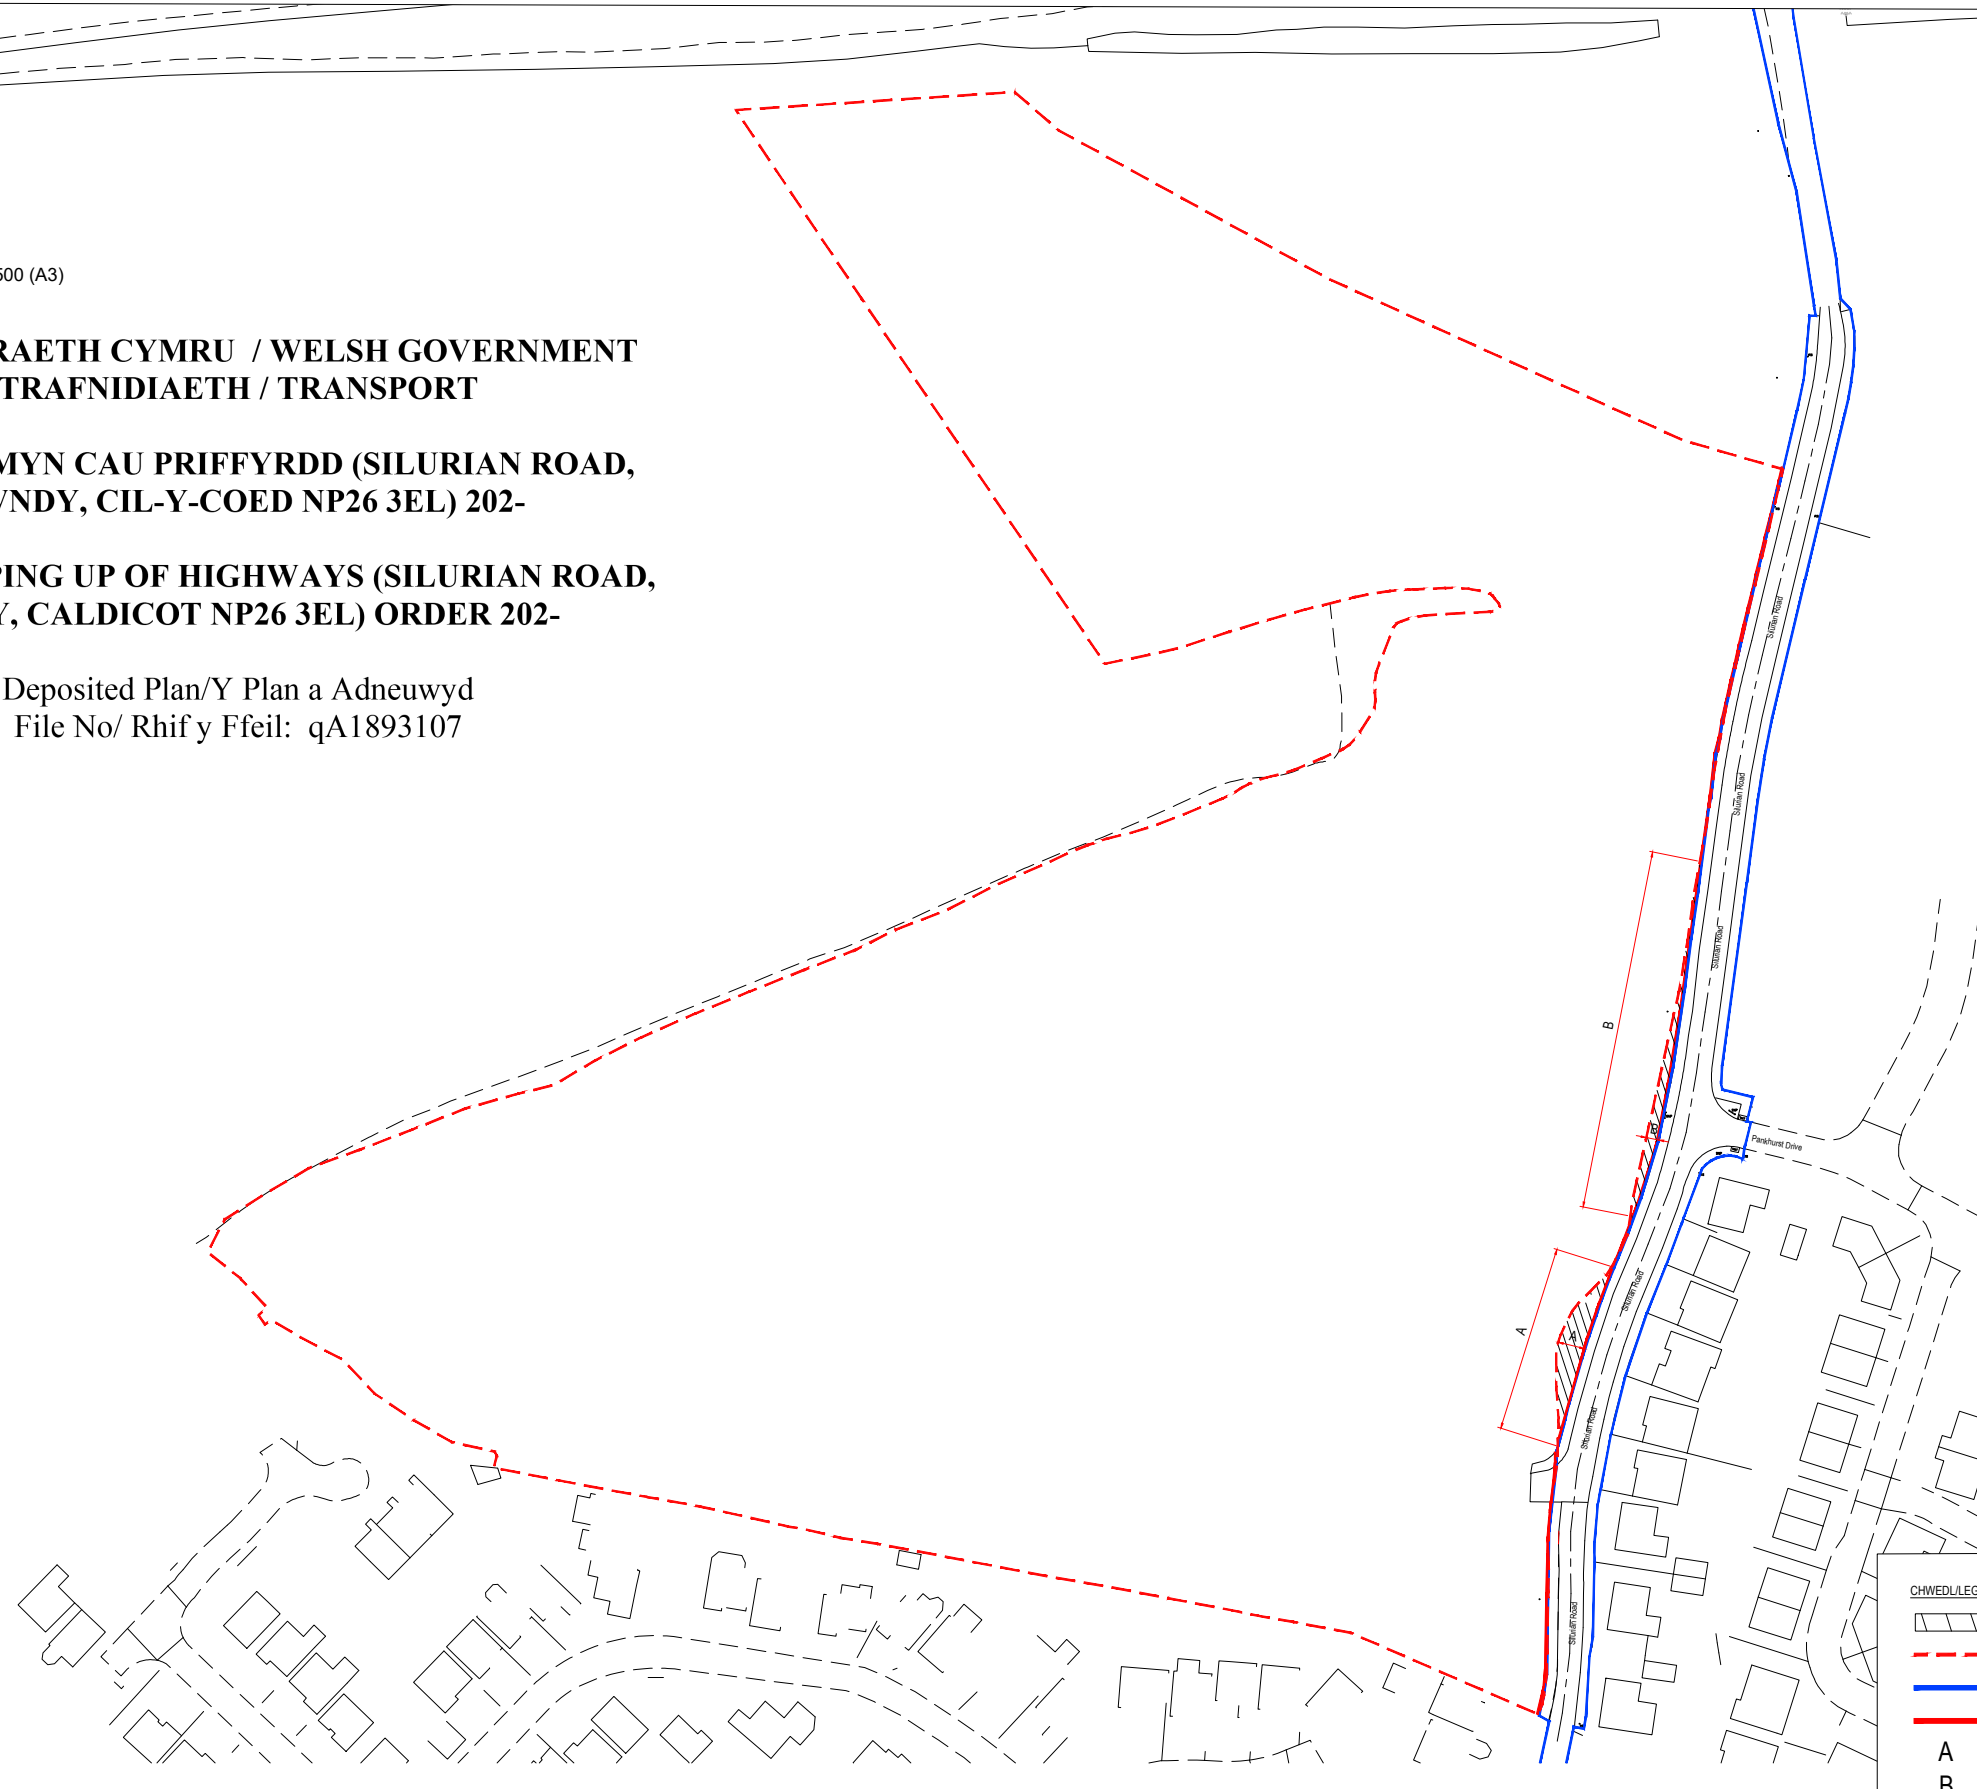 500 (A3)
RAETH CYMRU / WELSH GOVERNMENT
TRAFNIDIAETH / TRANSPORT
MYN CAU PRIFFYRDD (SILURIAN ROAD,
NDY, CIL-Y-COED NP26 3EL) 202-
PING UP OF HIGHWAYS (SILURIAN ROAD,
Y, CALDICOT NP26 3EL) ORDER 202-
Deposited Plan/Y Plan a Adneuwyd
File No/ Rhif y Ffeil: qA1893107
Silurian Road
Silurian Road
Silurian Road
B
B
Pankhurst Drive
Silurian Road
A
A
Silurian Road
Silurian Road
CHWEDL/LEG
A
B